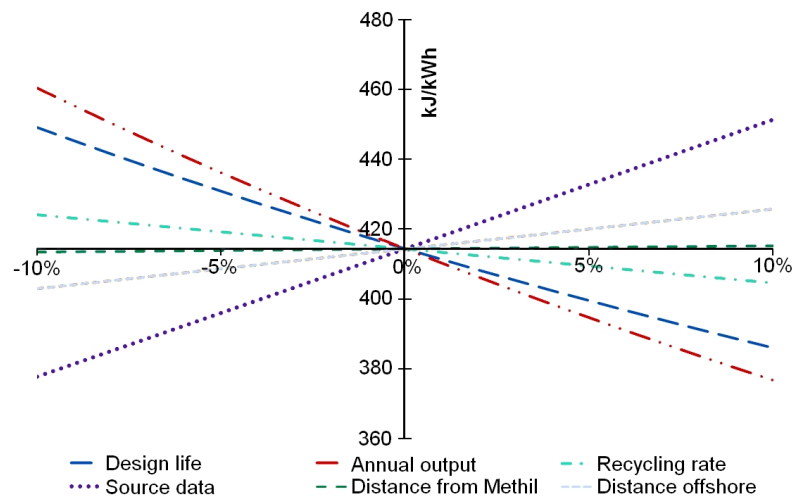 480
460
440
420
400
380
360
kJ/kWh
-10%
-5%
0%
5%
10%
Design life
Annual output
Recycling rate
Source data
Distance from Methil
Distance offshore